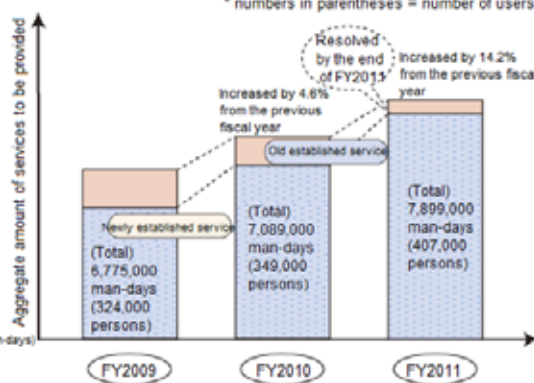 * numbers in parentheses = number of users
Aggregate amount of services to be provided
Resolved
by the end
of FY2011
Increased by 14.2%
from the previous fisca
year
Increased by 4.6%
from the previous
fiscal year
Old established service
Newly established service
(Total)
6,775,000
man-days
(324,000
persons)
(Total)
7,089,000
man-days
(349,000
persons)
(Total)
7,899,000
man-days
(407,000
persons)
n-days)
FY2009
FY2010
FY2011